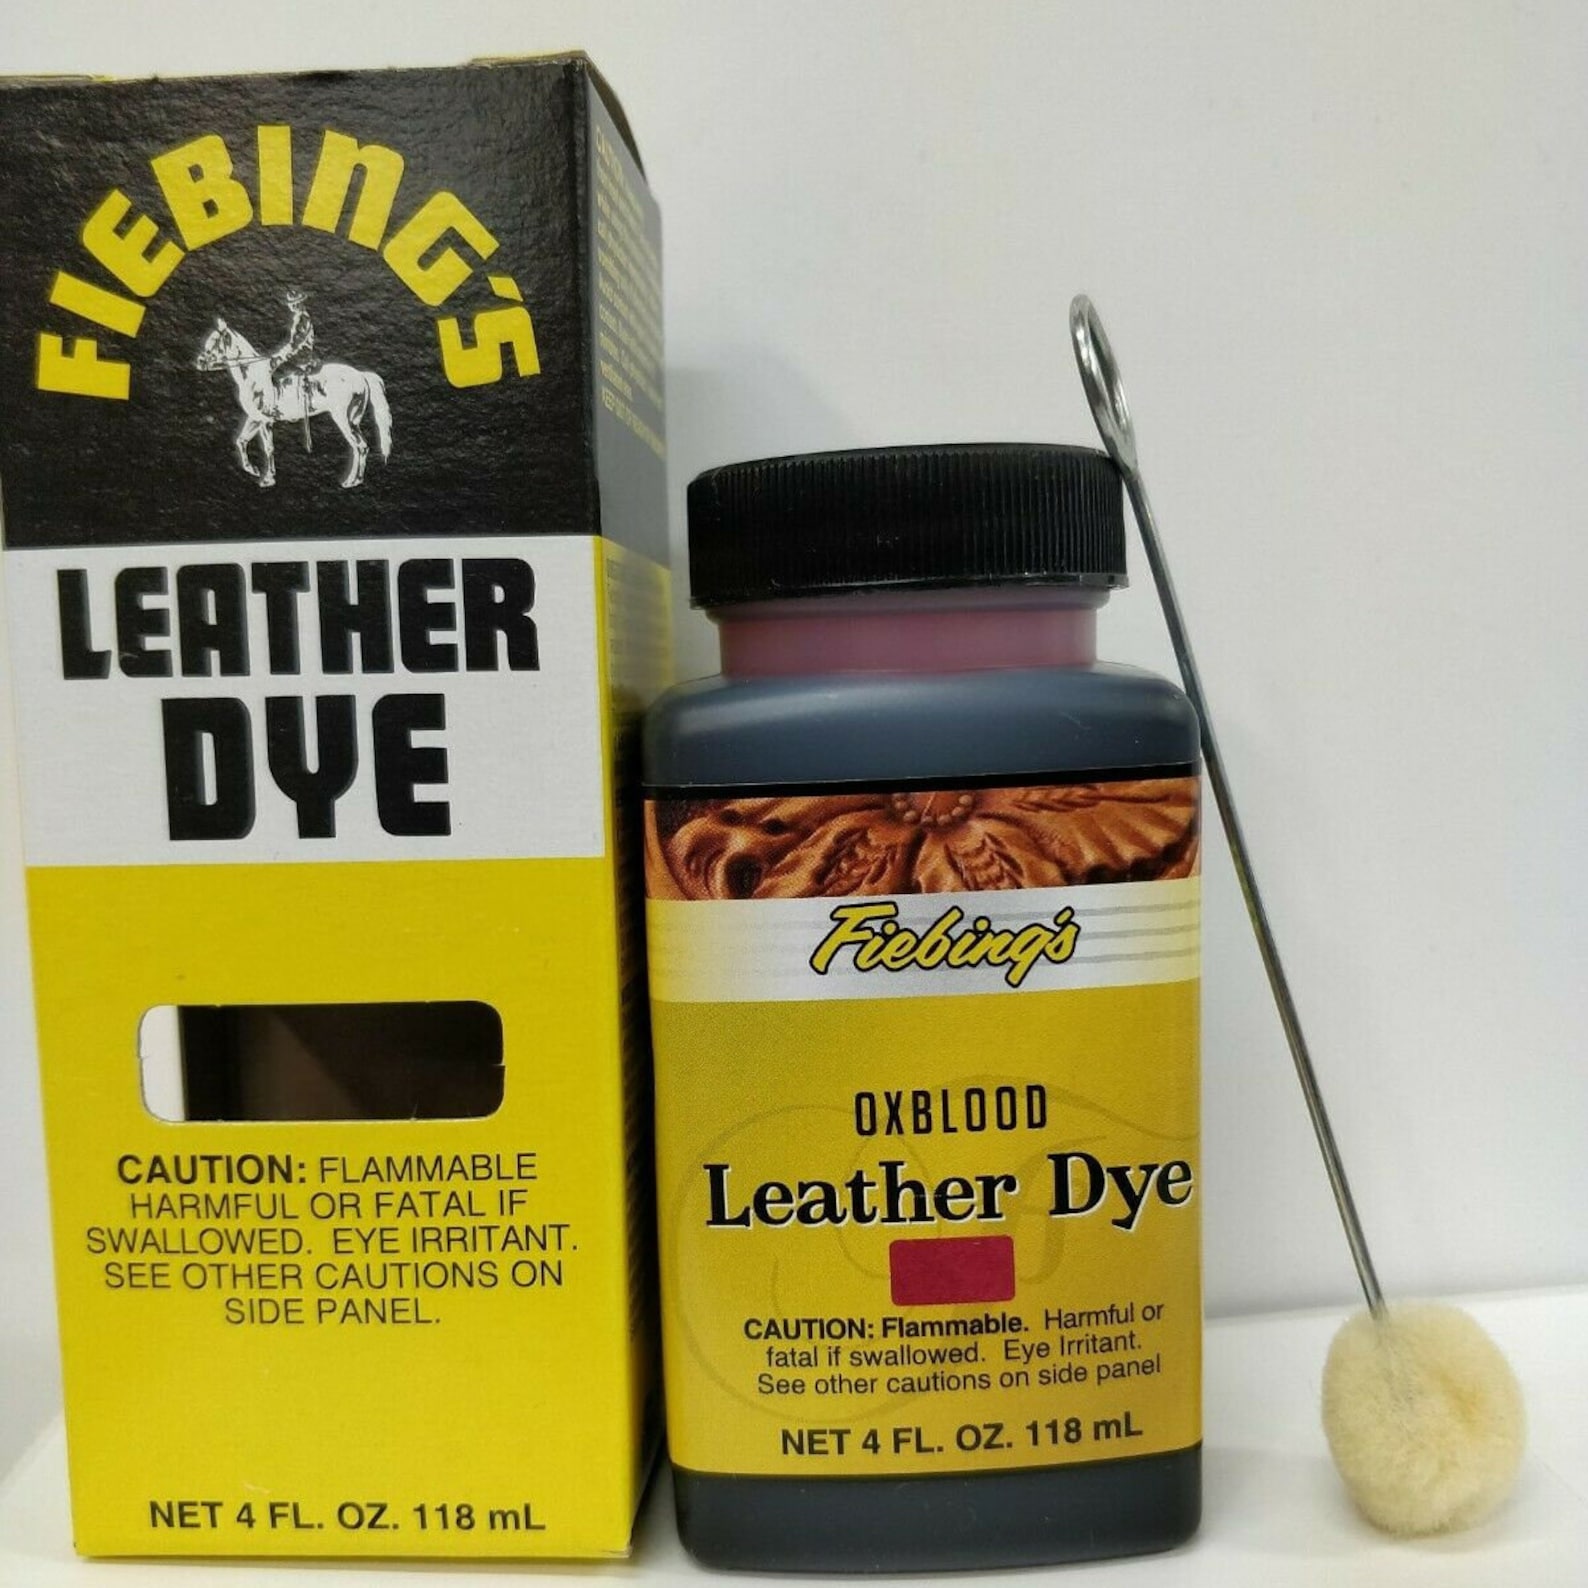 FIEBING'S
LEATHER
DYE
CAUTION: FLAMMABLE
HARMFUL OR FATAL IF
SWALLOWED. EYE IRRITANT.
SEE OTHER CAUTIONS ON
SIDE PANEL.
NET 4 FL. OZ. 118 mL
Fiebing's
OXBLOOD
Leather Dye
CAUTION: Flammable. Harmful or
fatal if swallowed. Eye Irritant.
See other cautions on side panel
NET 4 FL. OZ. 118 mL